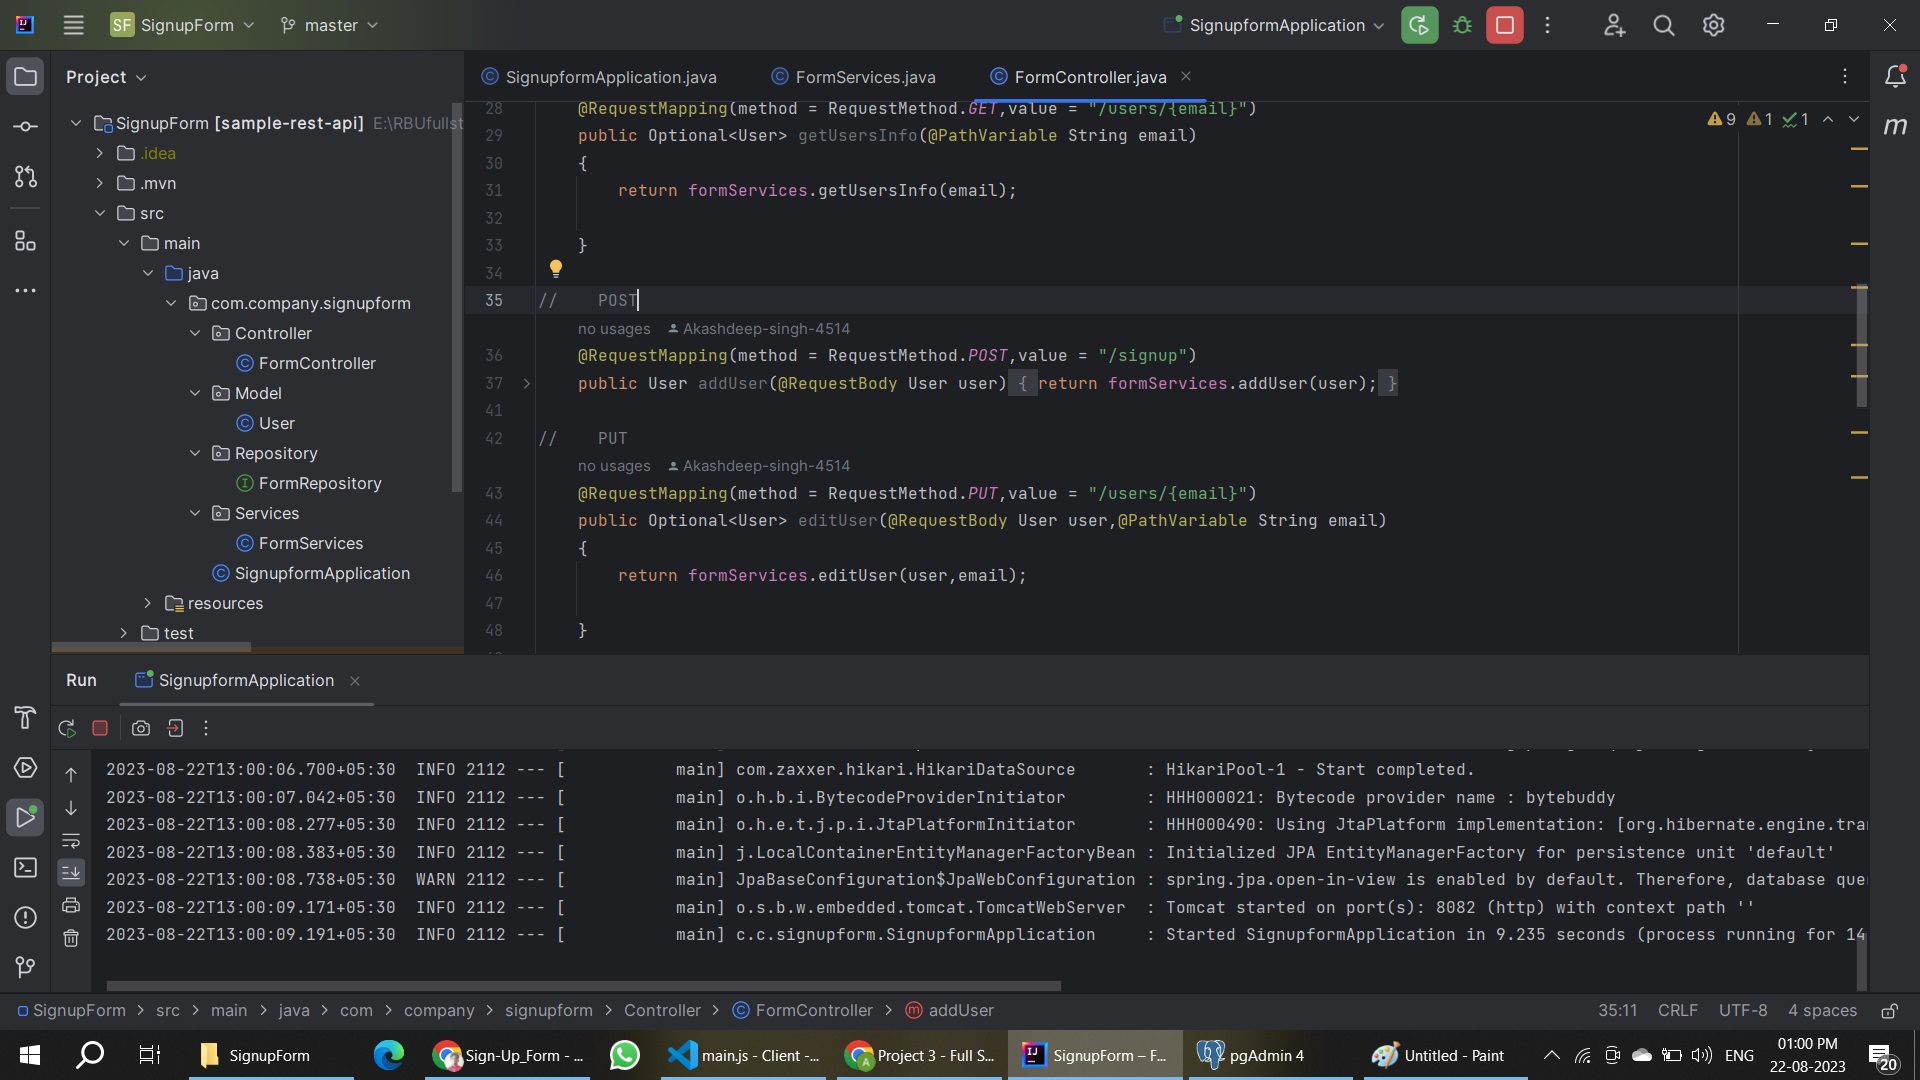 SF SignupForm master SignupformApplication
Project
SignupformApplication.java FormServices.java FormController.java
SignupForm [sample-rest-api] E:\RBUfullst
.idea
.mvn
src
main
java
com.company.signupform
Controller
FormController
Model
User
Repository
FormRepository
Services
FormServices
SignupformApplication
resources
test
9 1 1
28 @RequestMapping(method = RequestMethod.GET,value = "/users/{email}")
29 public Optional<User> getUsersInfo(@PathVariable String email)
30 {
31 return formServices.getUsersInfo(email);
32
33 }
34
35 // POST
no usages Akashdeep-singh-4514
36 @RequestMapping(method = RequestMethod.POST,value = "/signup")
37 public User addUser(@RequestBody User user) { return formServices.addUser(user); }
41
42 // PUT
no usages Akashdeep-singh-4514
43 @RequestMapping(method = RequestMethod.PUT,value = "/users/{email}")
44 public Optional<User> editUser(@RequestBody User user,@PathVariable String email)
45 {
46 return formServices.editUser(user,email);
47
48 }
m
Run SignupformApplication
2023-08-22T13:00:06.700+05:30 INFO 2112 --- [ main] com.zaxxer.hikari.HikariDataSource : HikariPool-1 - Start completed.
2023-08-22T13:00:07.042+05:30 INFO 2112 --- [ main] o.h.b.i.BytecodeProviderInitiator : HHH000021: Bytecode provider name : bytebuddy
2023-08-22T13:00:08.277+05:30 INFO 2112 --- [ main] o.h.e.t.j.p.i.JtaPlatformInitiator : HHH000490: Using JtaPlatform implementation: [org.hibernate.engine.tra
2023-08-22T13:00:08.383+05:30 INFO 2112 --- [ main] j.LocalContainerEntityManagerFactoryBean : Initialized JPA EntityManagerFactory for persistence unit 'default'
2023-08-22T13:00:08.738+05:30 WARN 2112 --- [ main] JpaBaseConfiguration$JpaWebConfiguration : spring.jpa.open-in-view is enabled by default. Therefore, database que
2023-08-22T13:00:09.171+05:30 INFO 2112 --- [ main] o.s.b.w.embedded.tomcat.TomcatWebServer : Tomcat started on port(s): 8082 (http) with context path ''
2023-08-22T13:00:09.191+05:30 INFO 2112 --- [ main] c.c.signupform.SignupformApplication : Started SignupformApplication in 9.235 seconds (process running for 14
SignupForm > src > main > java > com > company > signupform > Controller > FormController > addUser 35:11 CRLF UTF-8 4 spaces
SignupForm Sign-Up_Form - ... main.js - Client -... Project 3 - Full S... SignupForm – F... pgAdmin 4 Untitled - Paint ENG 01:00 PM
22-08-2023 20